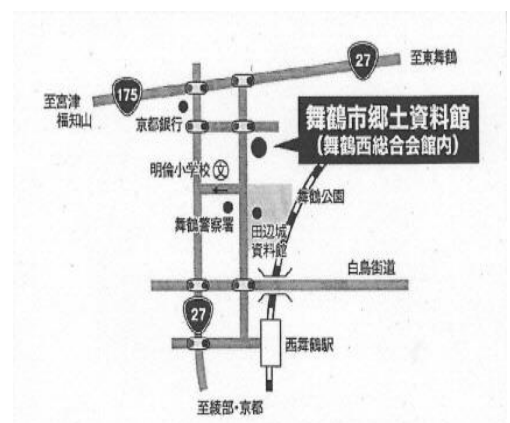 27
至東舞鶴
175
至宮津
福知山
京都銀行
舞鶴市郷土資料館
(舞鶴西総合会館内)
明倫小学校 文
舞鶴公園
舞鶴警察署
田辺城
資料館
白鳥街道
27
西舞鶴駅
至綾部・京都